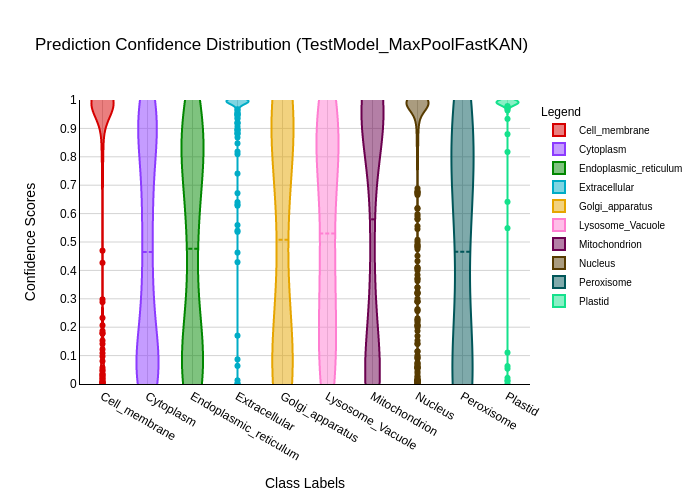 Prediction Confidence Distribution (TestModel_MaxPoolFastKAN)
Confidence Scores
1
0.9
0.8
0.7
0.6
0.5
0.4
0.3
0.2
0.1
0
Cell_membrane
Cytoplasm
Endoplasmic_reticulum
Extracellular
Golgi_apparatus
Lysosome_Vacuole
Mitochondrion
Nucleus
Peroxisome
Plastid
Class Labels
Legend
Cell_membrane
Cytoplasm
Endoplasmic_reticulum
Extracellular
Golgi_apparatus
Lysosome_Vacuole
Mitochondrion
Nucleus
Peroxisome
Plastid